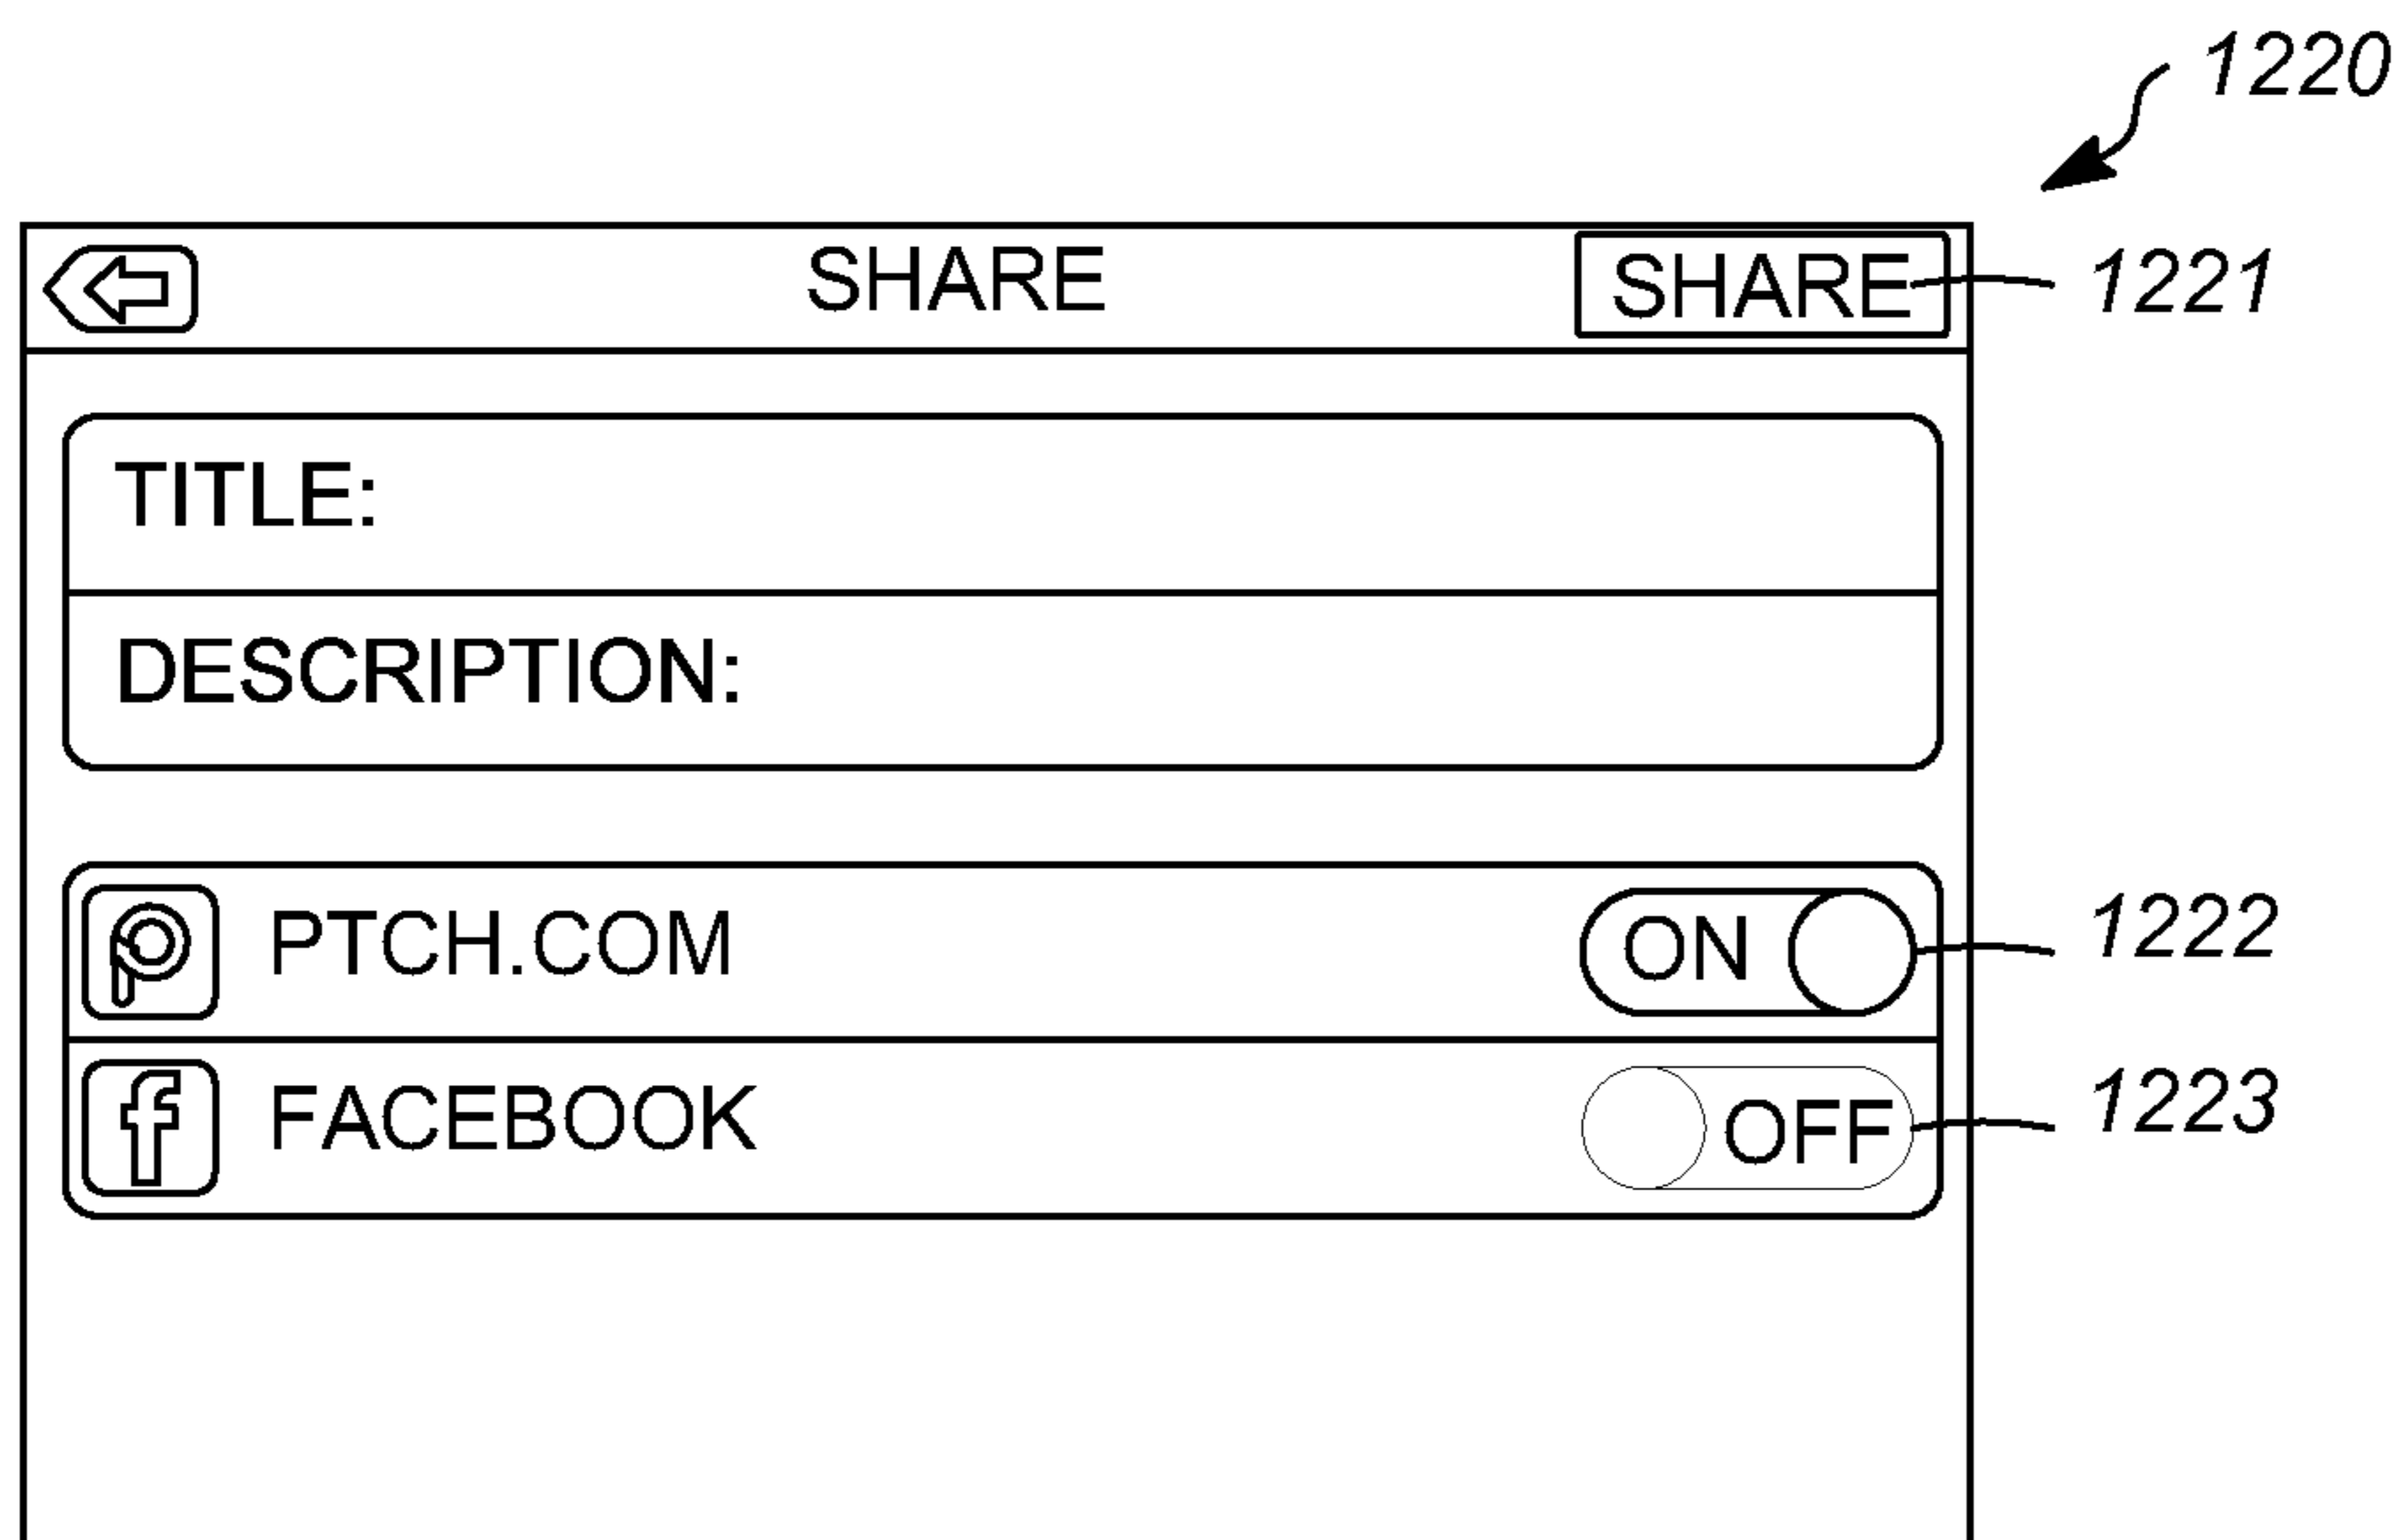 1220
SHARE SHARE 1221
TITLE:
DESCRIPTION:
PTCH.COM ON 1222
FACEBOOK OFF 1223